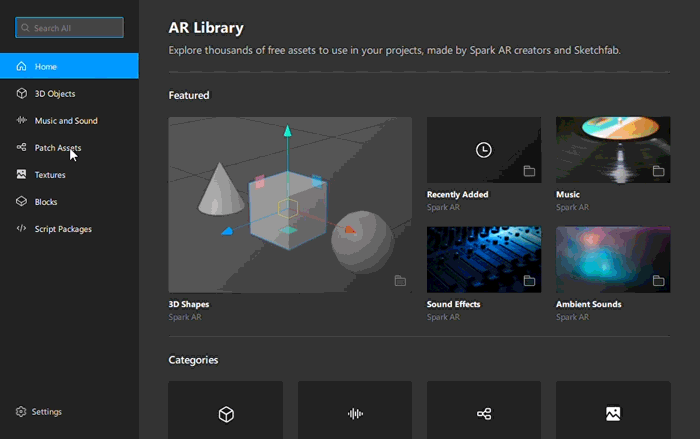 Search All
Home
3D Objects
Music and Sound
Patch Assets
Textures
Blocks
Script Packages
Settings
AR Library
Explore thousands of free assets to use in your projects, made by Spark AR creators and Sketchfab.
Featured
3D Shapes
Spark AR
Recently Added
Spark AR
Music
Spark AR
Sound Effects
Spark AR
Ambient Sounds
Spark AR
Categories